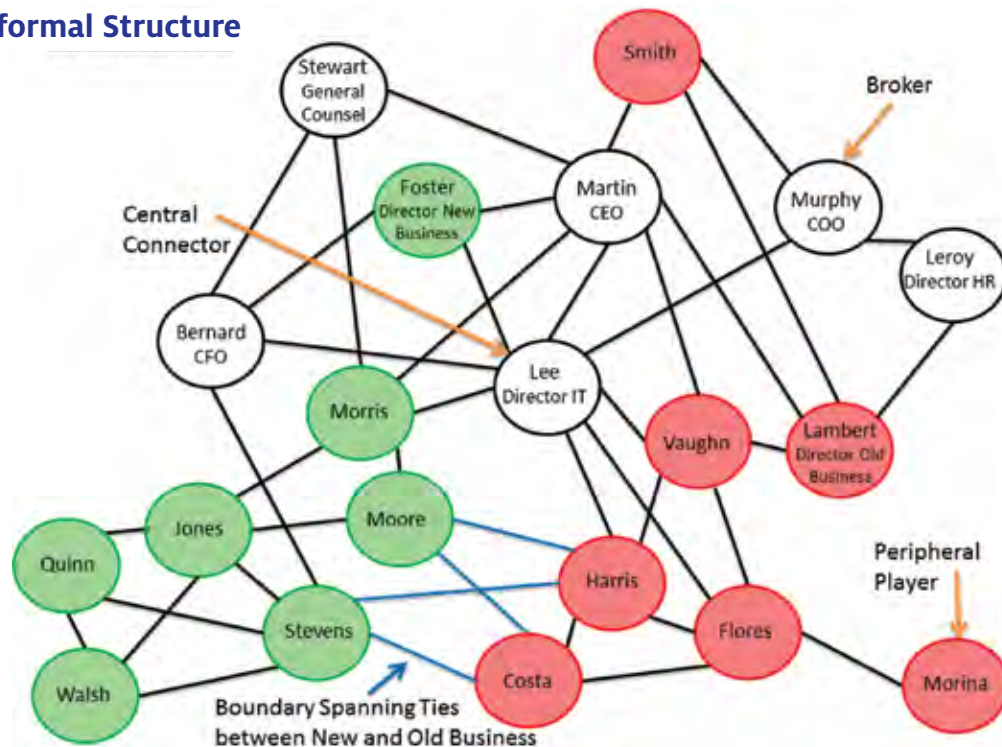 formal Structure
Smith
Stewart
General
Counsel
Broker
Foster
Director New
Business
Martin
CEO
Murphy
COO
Central
Connector
Leroy
Director HR
Bernard
CFO
Lee
Director IT
Morris
Vaughn
Lambert
Director Old
Business
Moore
Jones
Quinn
Peripheral
Player
Harris
Stevens
Flores
Costa
Morina
Walsh
Boundary Spanning Ties
between New and Old Business